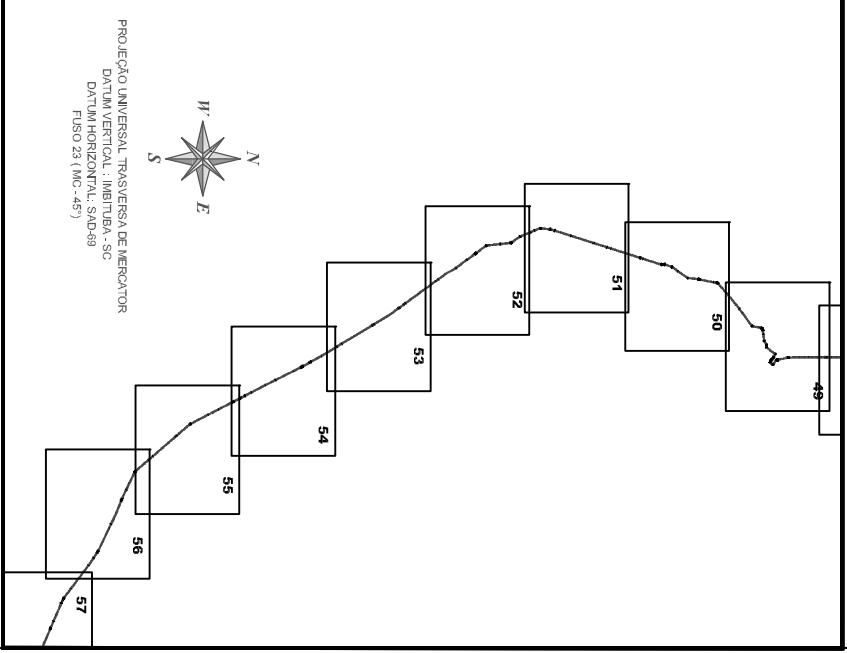 PROJEÇÃO UNIVERSAL TRASVERSA DE MERCATOR
DATUM VERTICAL : IMBITUBA - SC
DATUM HORIZONTAL: SAD-69
FUSO 23 ( MC - 45°)
N
W
E
S
49
50
51
52
53
54
55
56
57